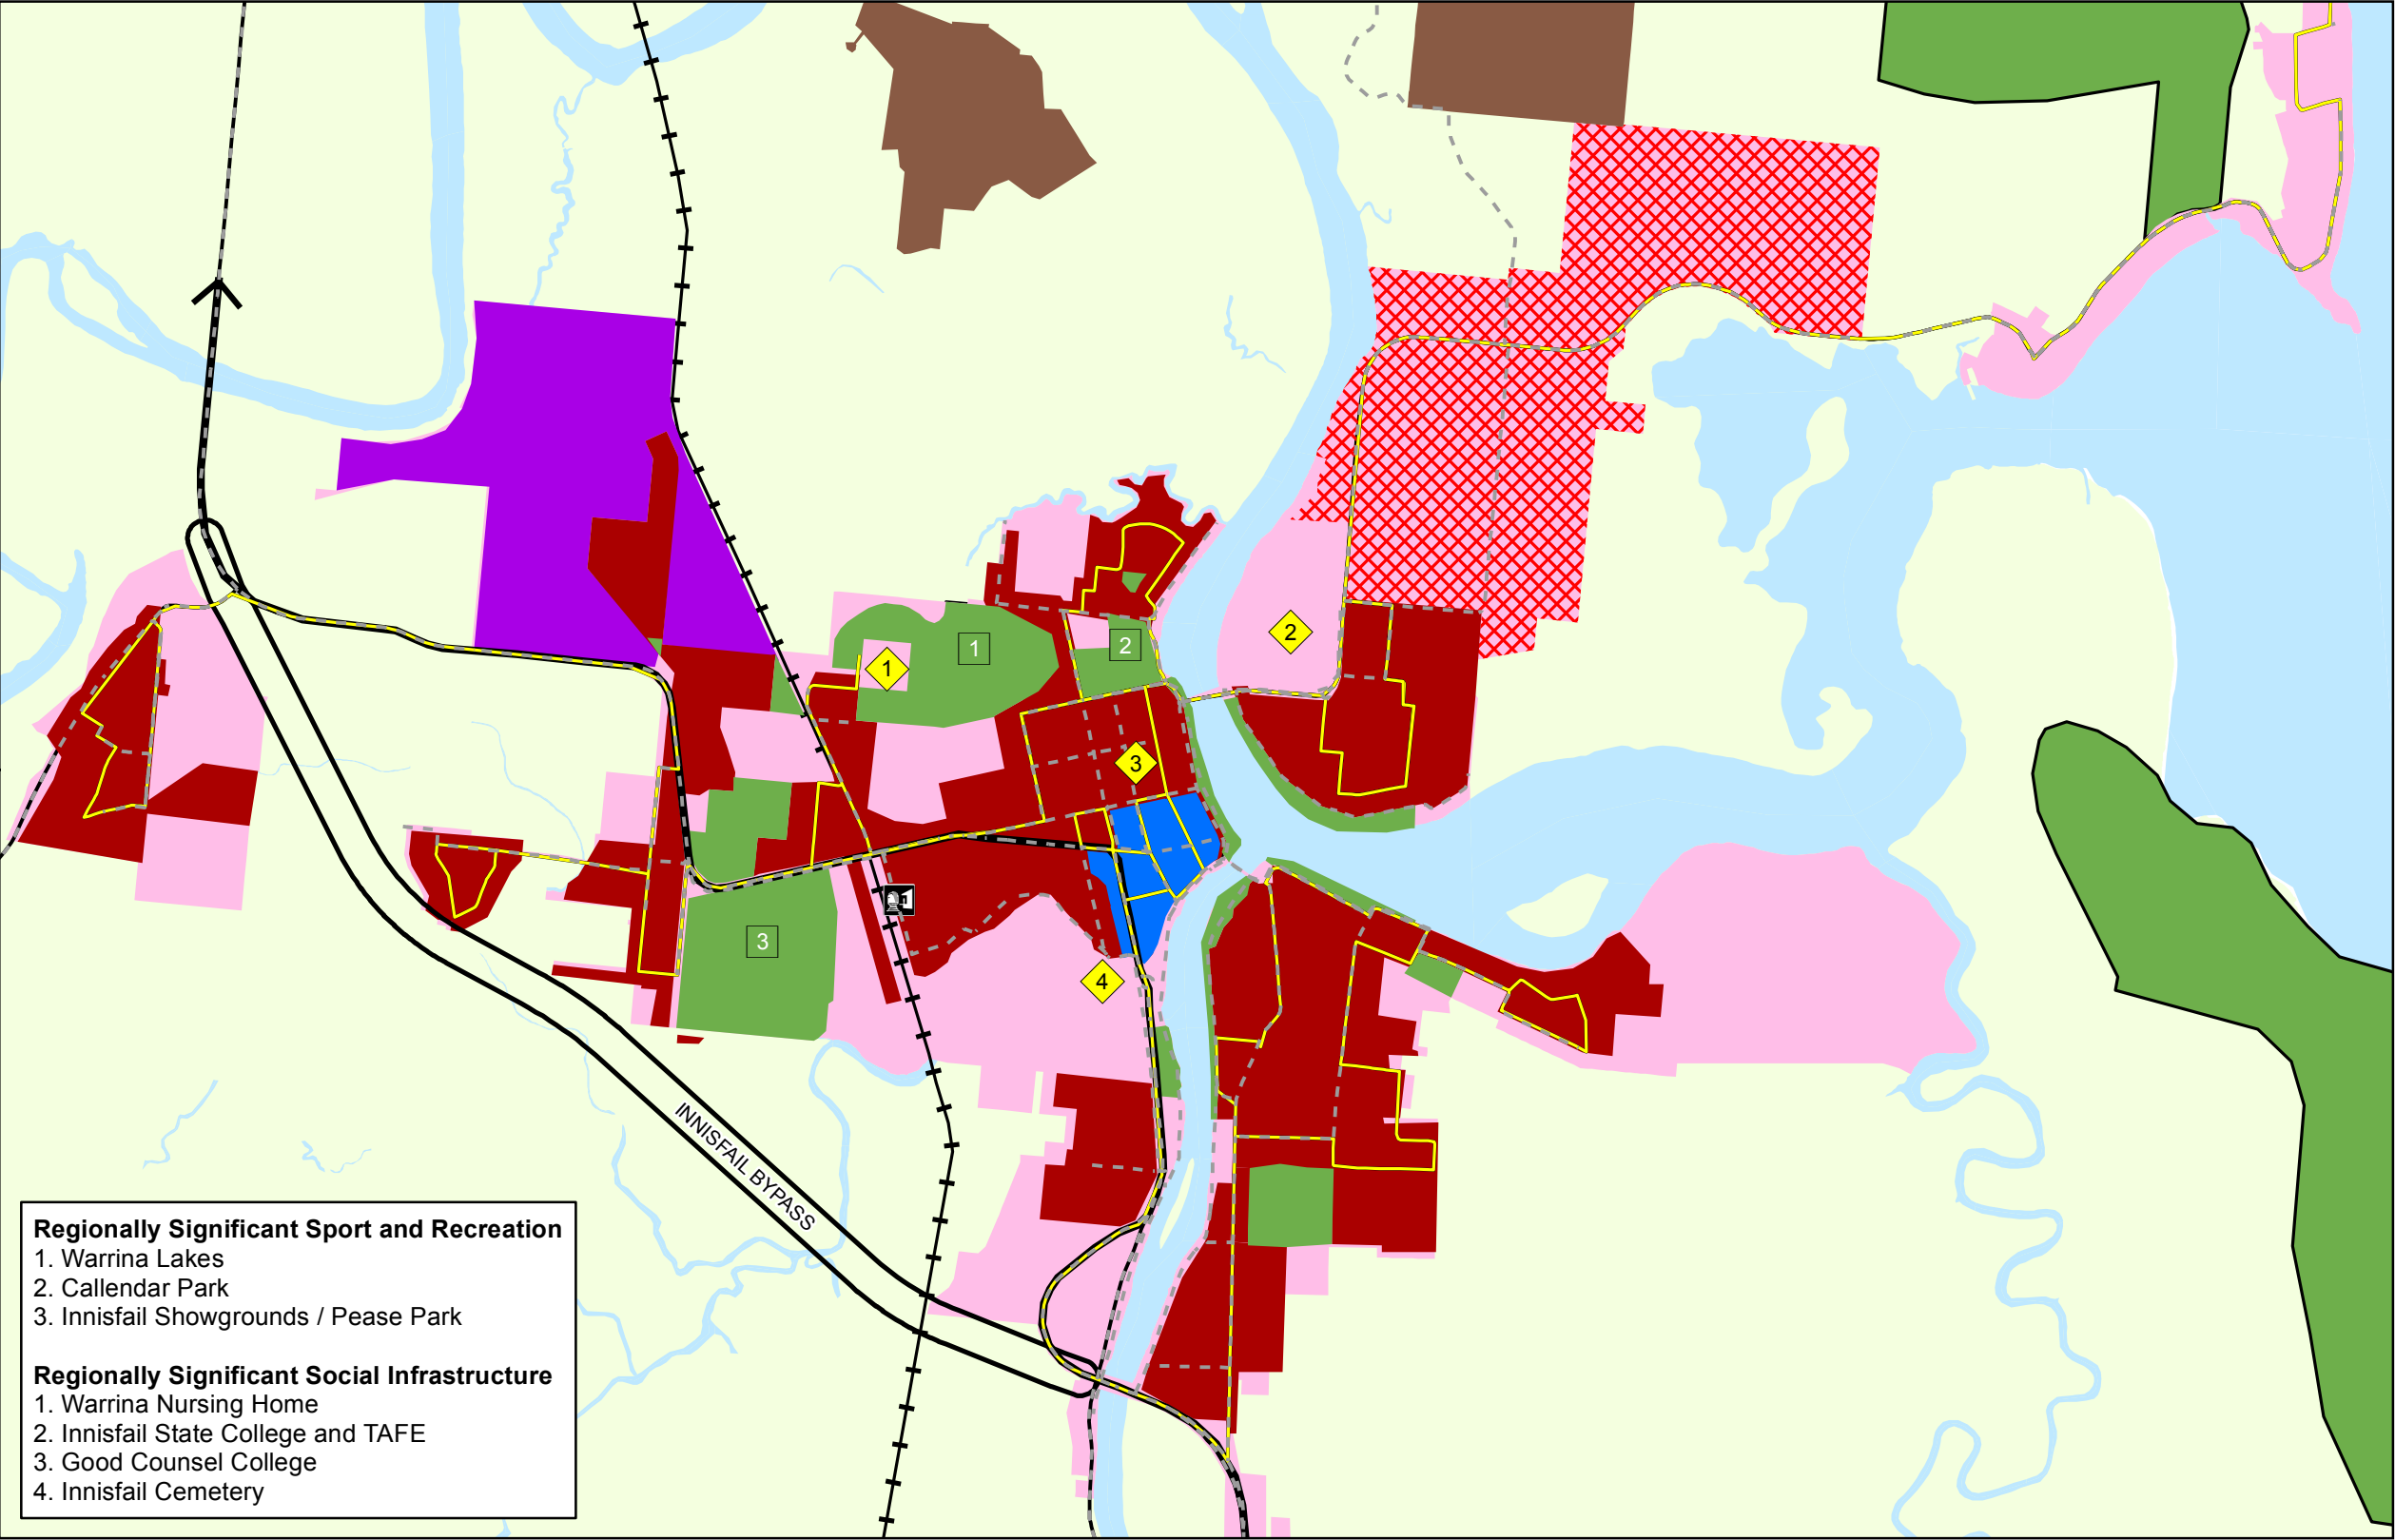 1
2
1
2
3
3
4
INNISFAIL BYPASS
Regionally Significant Sport and Recreation
1. Warrina Lakes
2. Callendar Park
3. Innisfail Showgrounds / Pease Park
Regionally Significant Social Infrastructure
1. Warrina Nursing Home
2. Innisfail State College and TAFE
3. Good Counsel College
4. Innisfail Cemetery